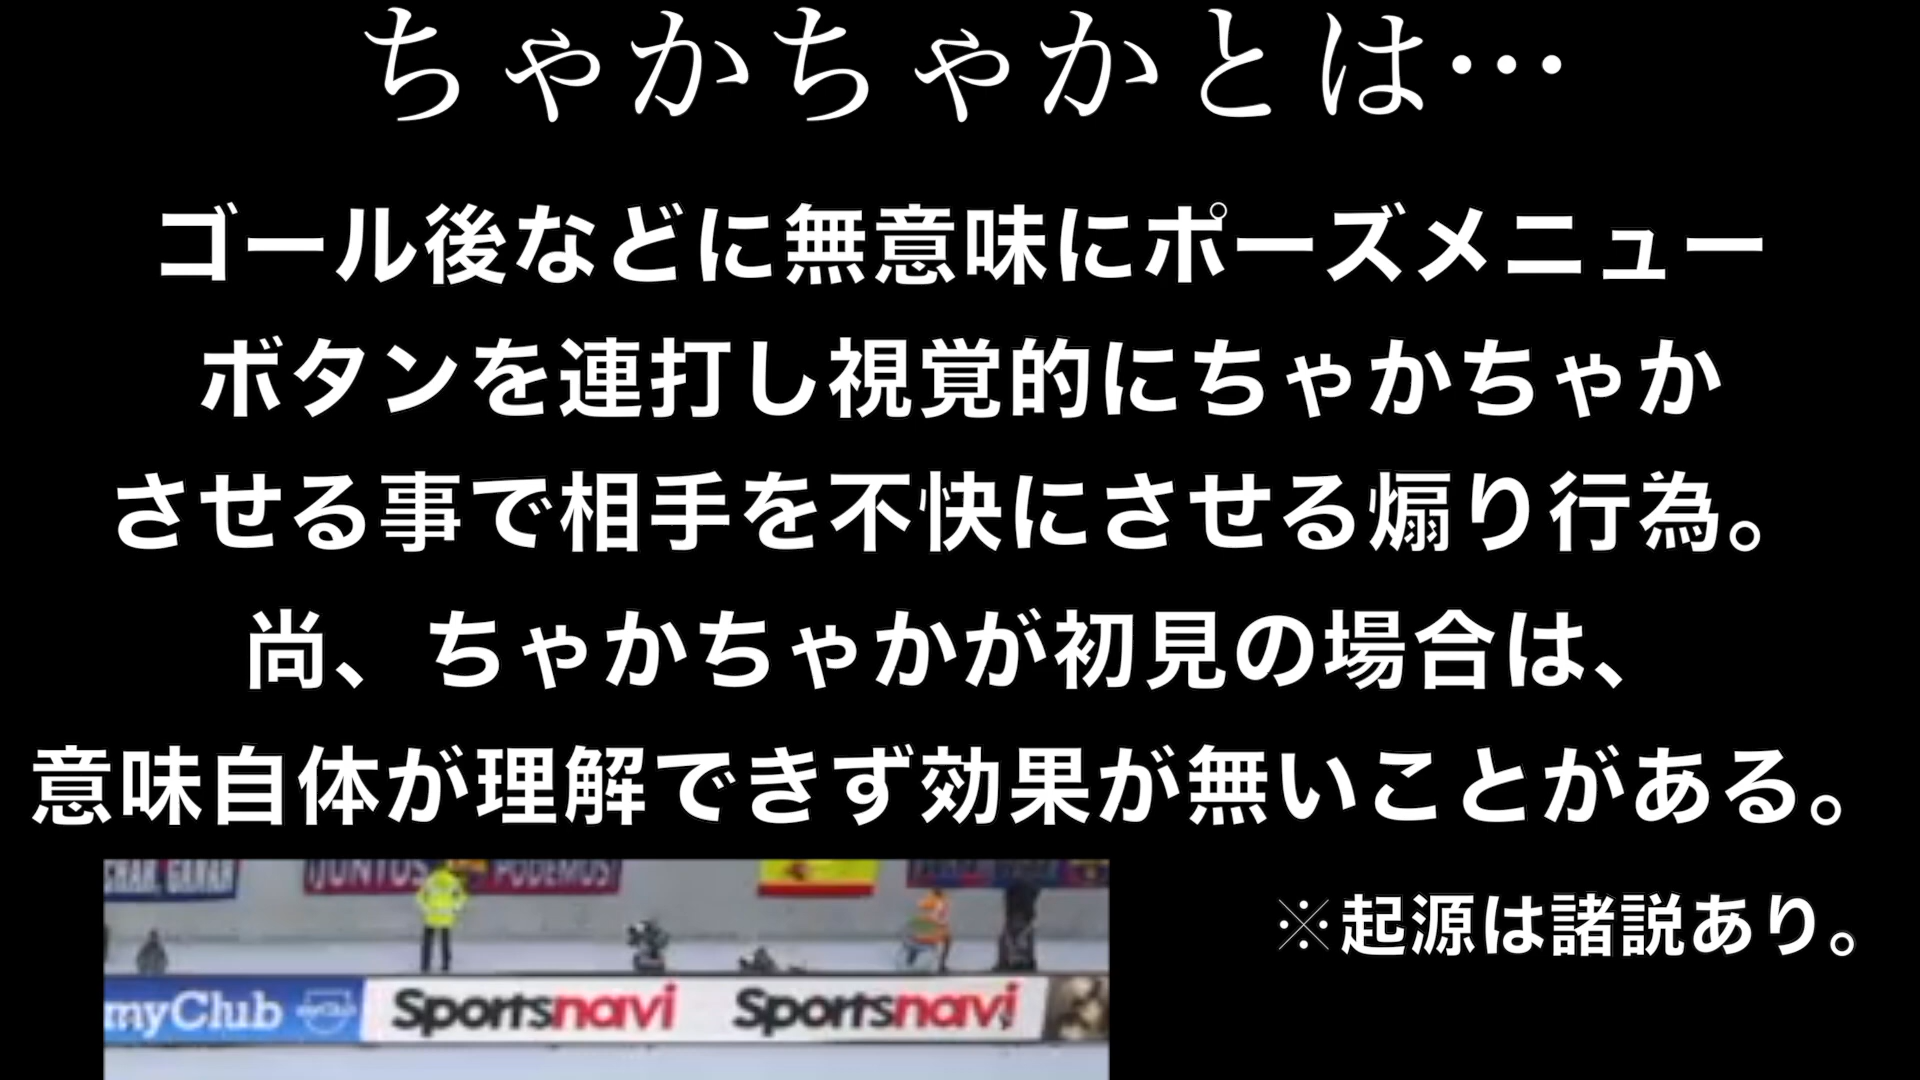 ちゃかちゃかとは…
ゴール後などに無意味にポーズメニュー
ボタンを連打し視覚的にちゃかちゃか
させる事で相手を不快にさせる煽り行為。
尚、ちゃかちゃかが初見の場合は、
意味自体が理解できず効果が無いことがある。
※起源は諸説あり。
¡JUNTOS PODEMOS!
myClub Sportsnavi Sportsnavi